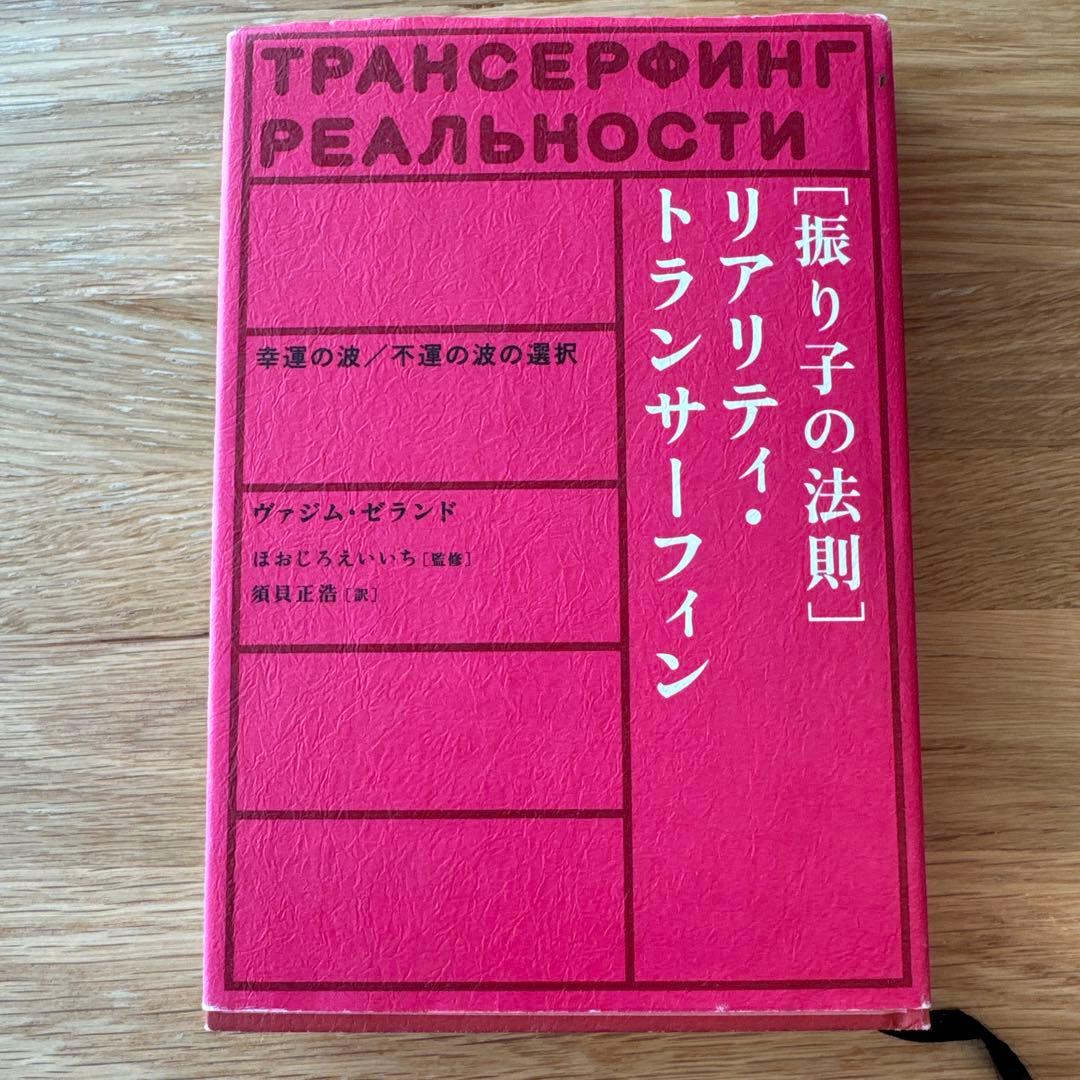 ТРАНСЕРФИНГ
РЕАЛЬНОСТИ
[振り子の法則]
リアリティ・
トランサーフィン
幸運の波／不運の波の選択
ヴァジム・ゼランド
ほおじろえいいち[監修]
須貝正浩[訳]